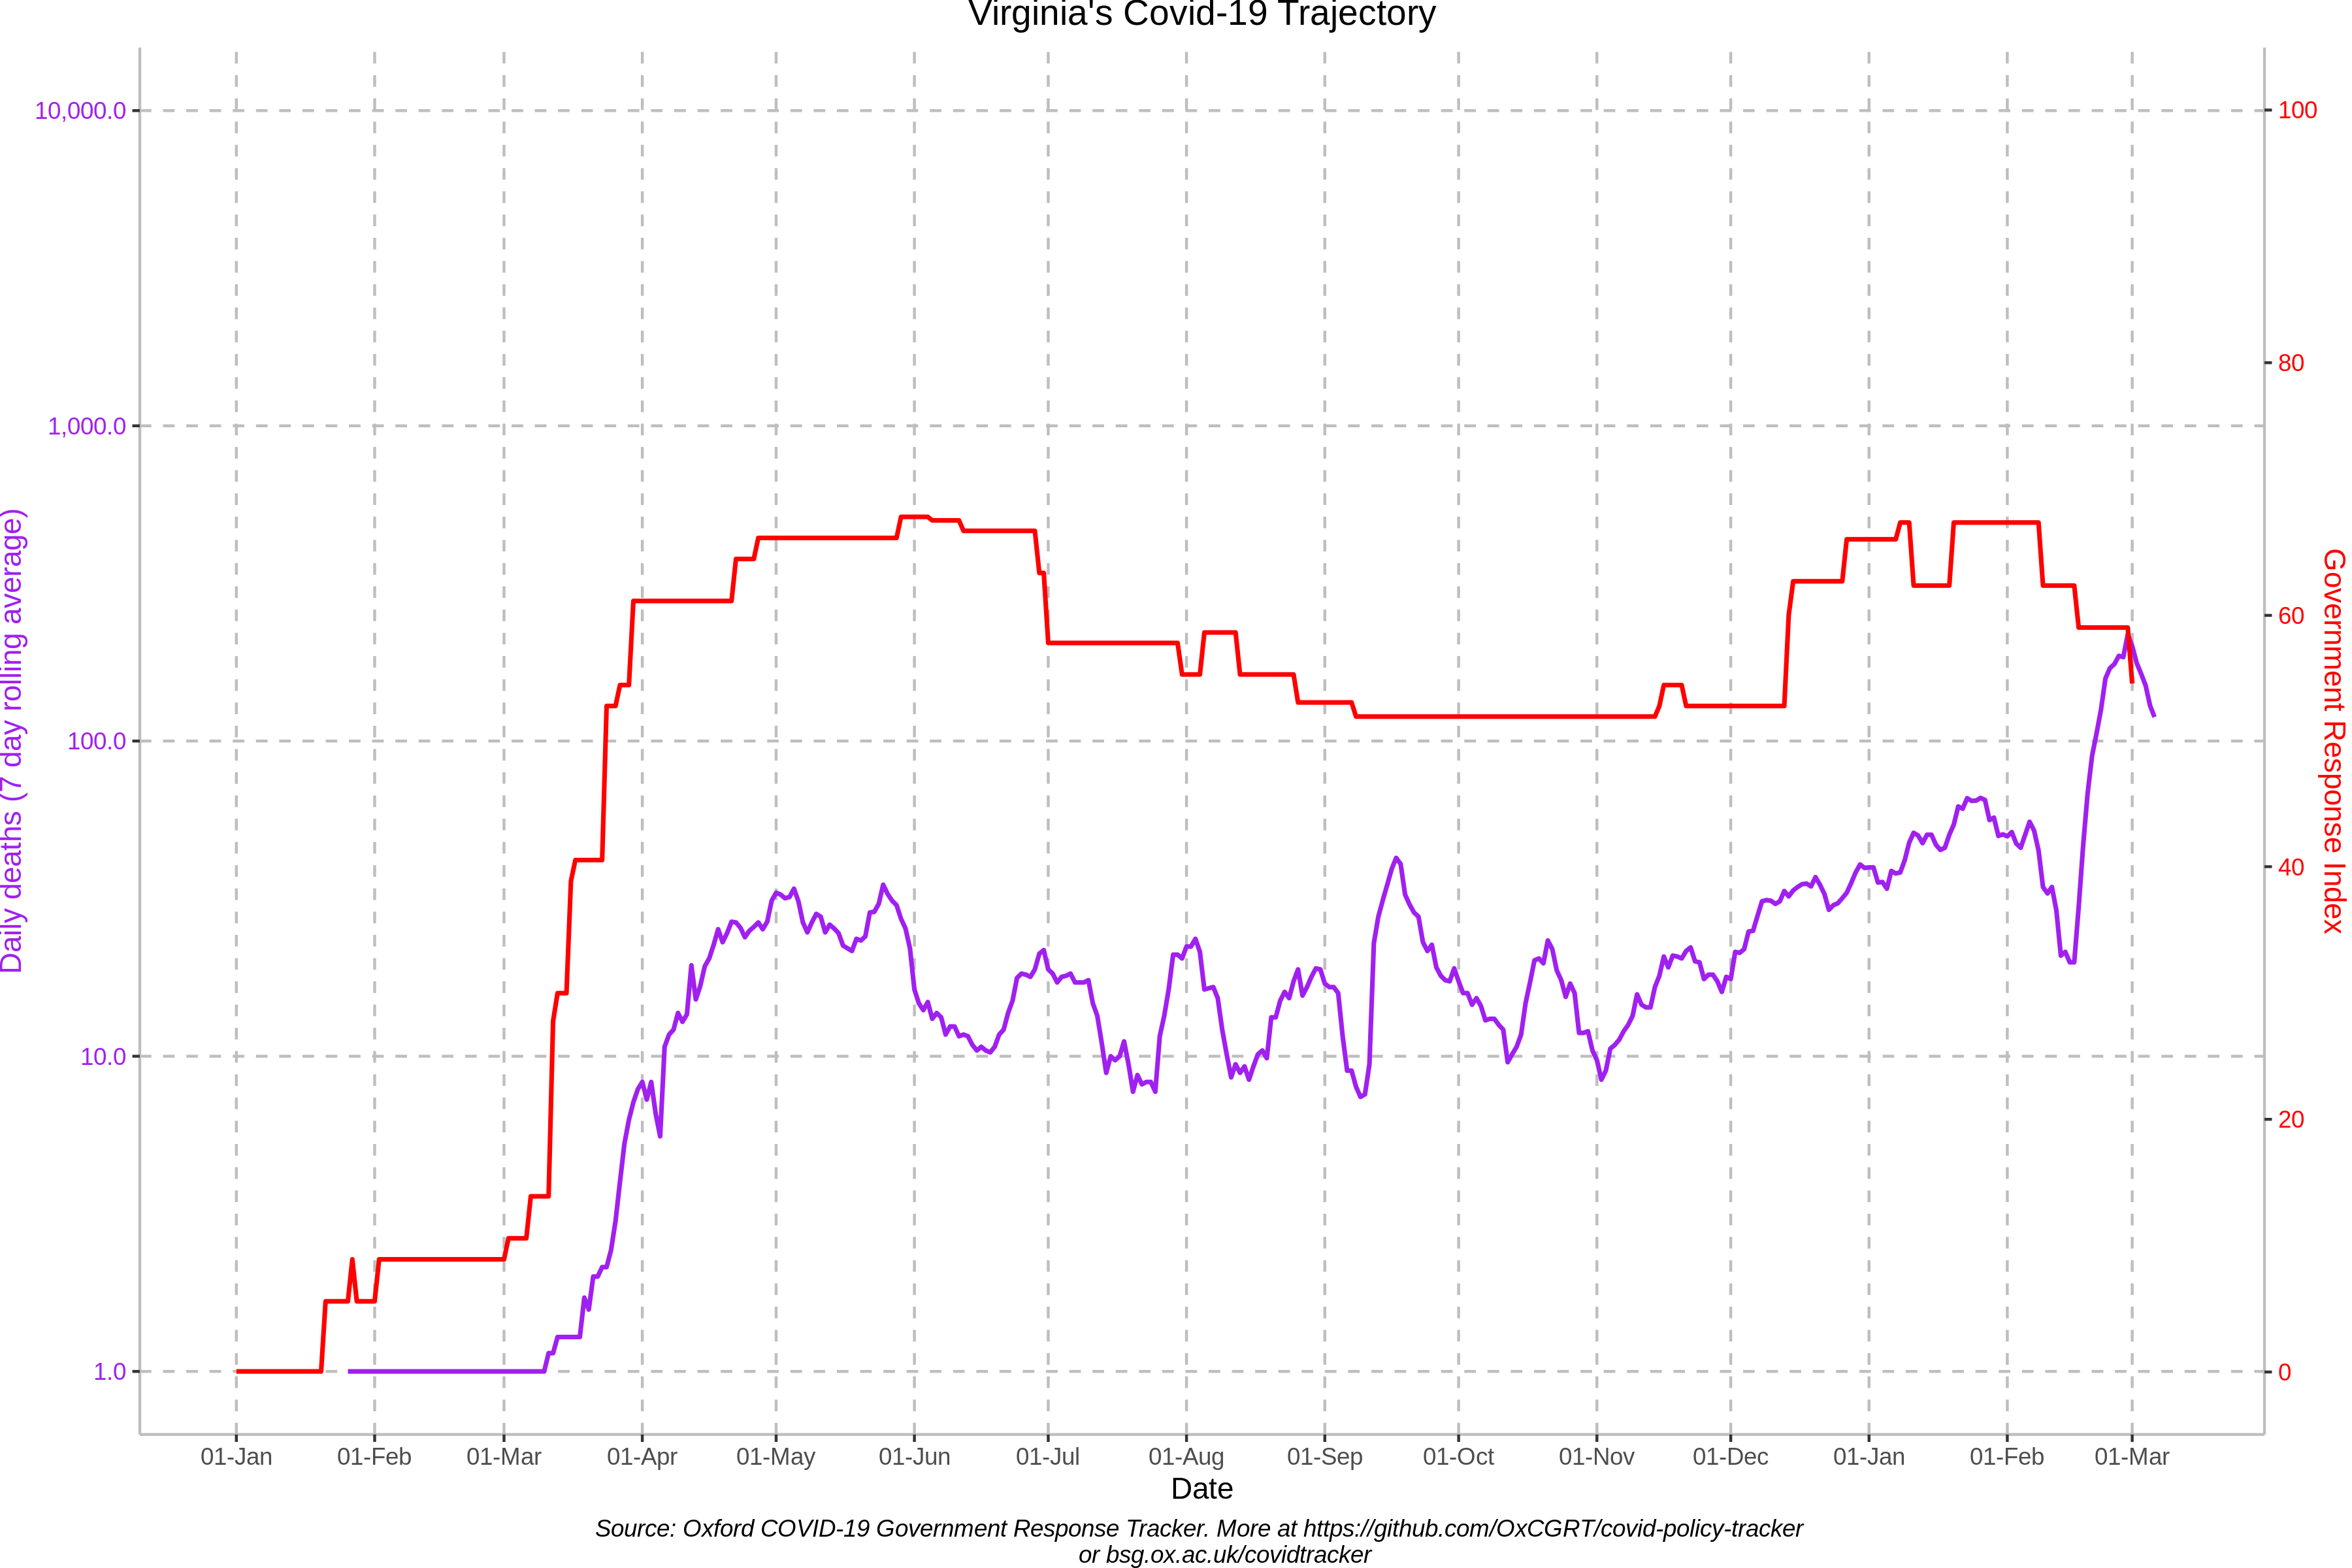 Virginia's Covid-19 Trajectory
10,000.0
1,000.0
100.0
10.0
1.0
Daily deaths (7 day rolling average)
100
80
60
40
20
0
Government Response Index
01-Jan 01-Feb 01-Mar 01-Apr 01-May 01-Jun 01-Jul 01-Aug 01-Sep 01-Oct 01-Nov 01-Dec 01-Jan 01-Feb 01-Mar
Date
Source: Oxford COVID-19 Government Response Tracker. More at https://github.com/OxCGRT/covid-policy-tracker
or bsg.ox.ac.uk/covidtracker